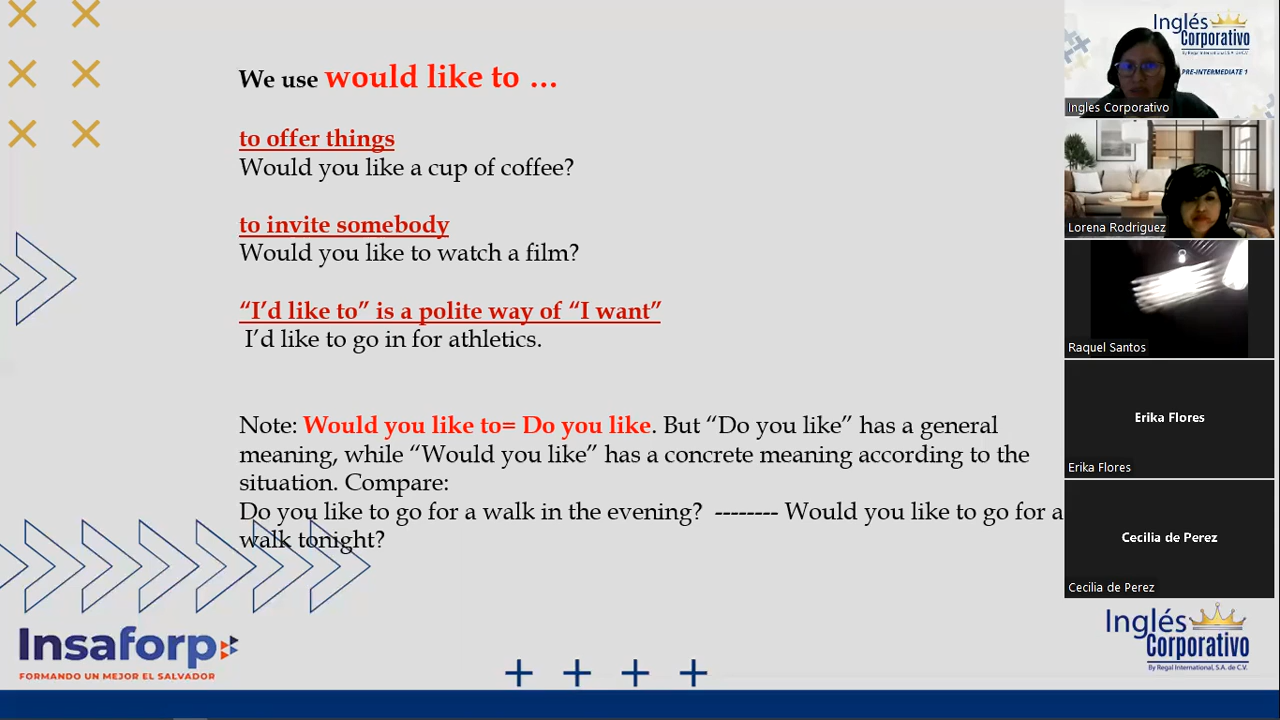 We use would like to …
to offer things
Would you like a cup of coffee?
to invite somebody
Would you like to watch a film?
“I’d like to” is a polite way of “I want”
I’d like to go in for athletics.
Note: Would you like to= Do you like. But “Do you like” has a general
meaning, while “Would you like” has a concrete meaning according to the
situation. Compare:
Do you like to go for a walk in the evening? -------- Would you like to go for a
walk tonight?
Insaforp
FORMANDO UN MEJOR EL SALVADOR
Inglés
Corporativo
By Regal International, S.A. de C.V.
PRE-INTERMEDIATE 1
Ingles Corporativo
Lorena Rodriguez
Raquel Santos
Erika Flores
Erika Flores
Cecilia de Perez
Cecilia de Perez
Inglés
Corporativo
By Regal International, S.A. de C.V.